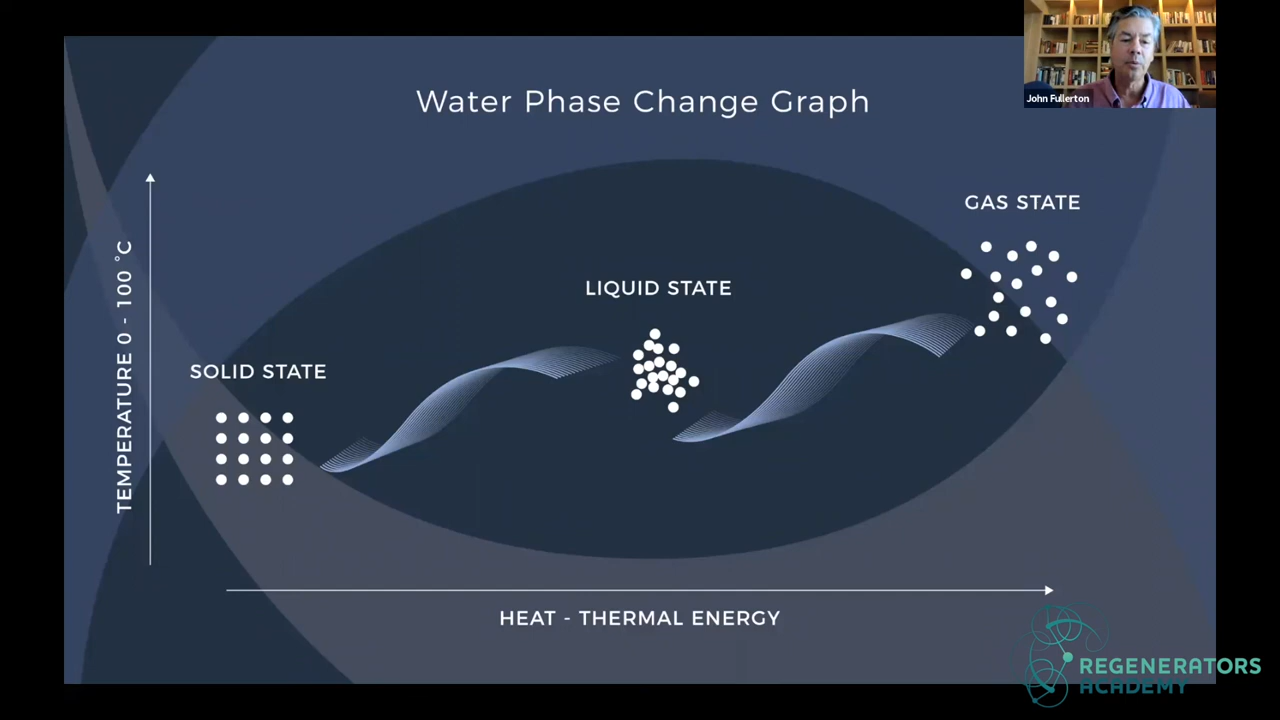 John Fullerton
Water Phase Change Graph
GAS STATE
LIQUID STATE
SOLID STATE
TEMPERATURE 0 - 100 °C
HEAT - THERMAL ENERGY
REGENERATORS
ACADEMY